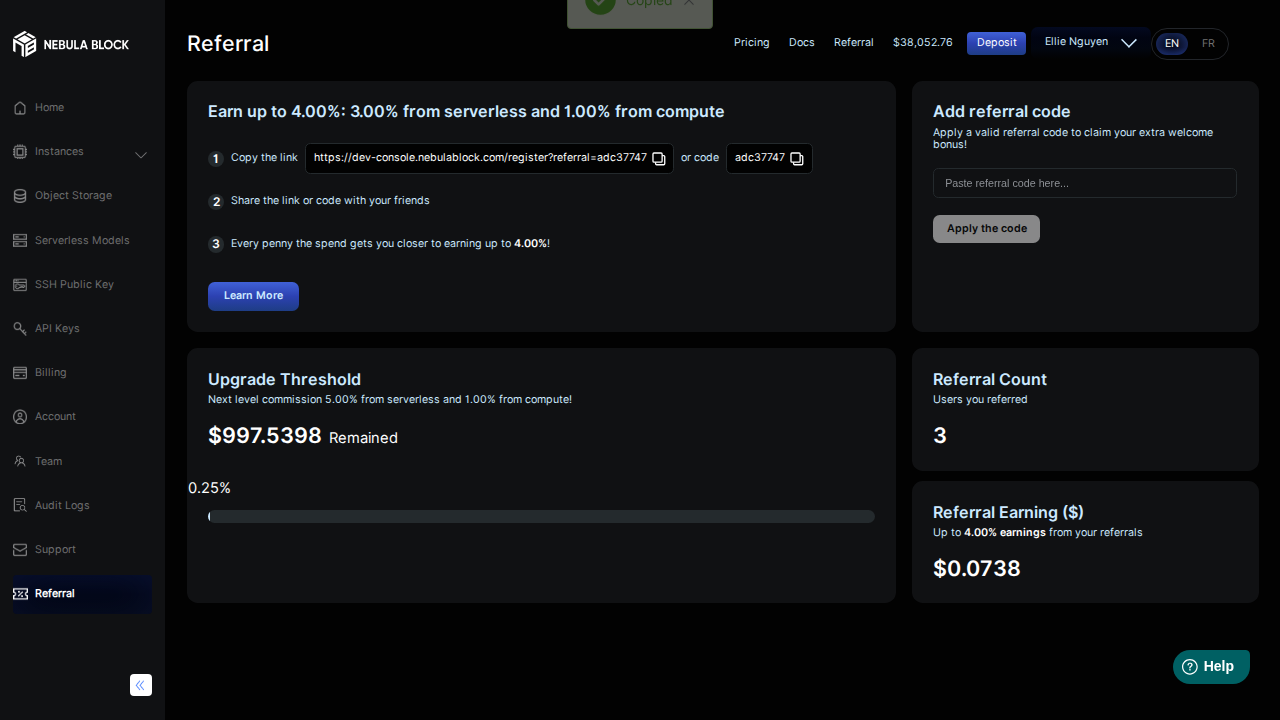 Copied
NEBULA BLOCK
Referral
Pricing
Docs
Referral
$38,052.76
Deposit
Ellie Nguyen
EN
FR
Home
Instances
Object Storage
Serverless Models
SSH Public Key
API Keys
Billing
Account
Team
Audit Logs
Support
Referral
Earn up to 4.00%: 3.00% from serverless and 1.00% from compute
1 Copy the link https://dev-console.nebulablock.com/register?referral=adc37747 or code adc37747
2 Share the link or code with your friends
3 Every penny the spend gets you closer to earning up to 4.00%!
Learn More
Add referral code
Apply a valid referral code to claim your extra welcome
bonus!
Paste referral code here...
Apply the code
Upgrade Threshold
Next level commission 5.00% from serverless and 1.00% from compute!
$997.5398 Remained
0.25%
Referral Count
Users you referred
3
Referral Earning ($)
Up to 4.00% earnings from your referrals
$0.0738
Help